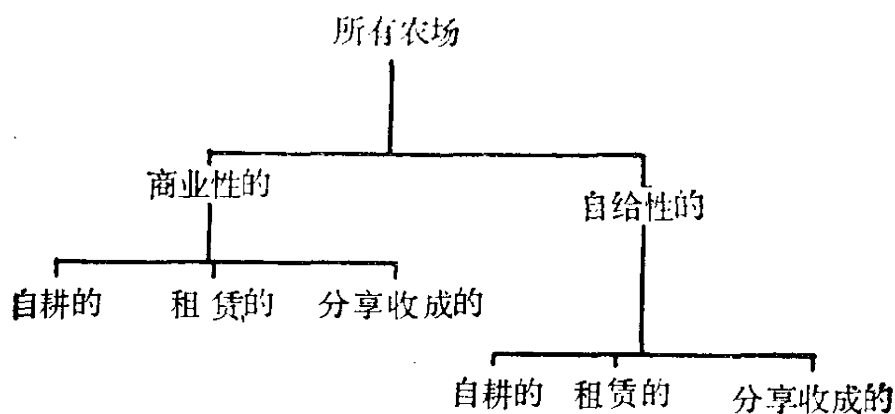 所有农场
商业性的
自给性的
自耕的 租赁的 分享收成的
自耕的 租赁的 分享收成的